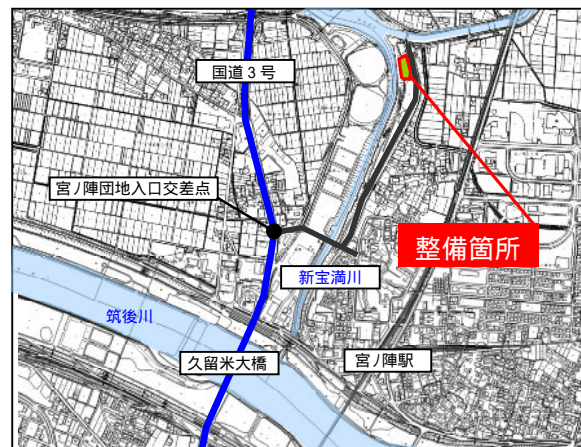 国道3号
宮ノ陣団地入口交差点
整備箇所
新宝満川
筑後川
久留米大橋
宮ノ陣駅